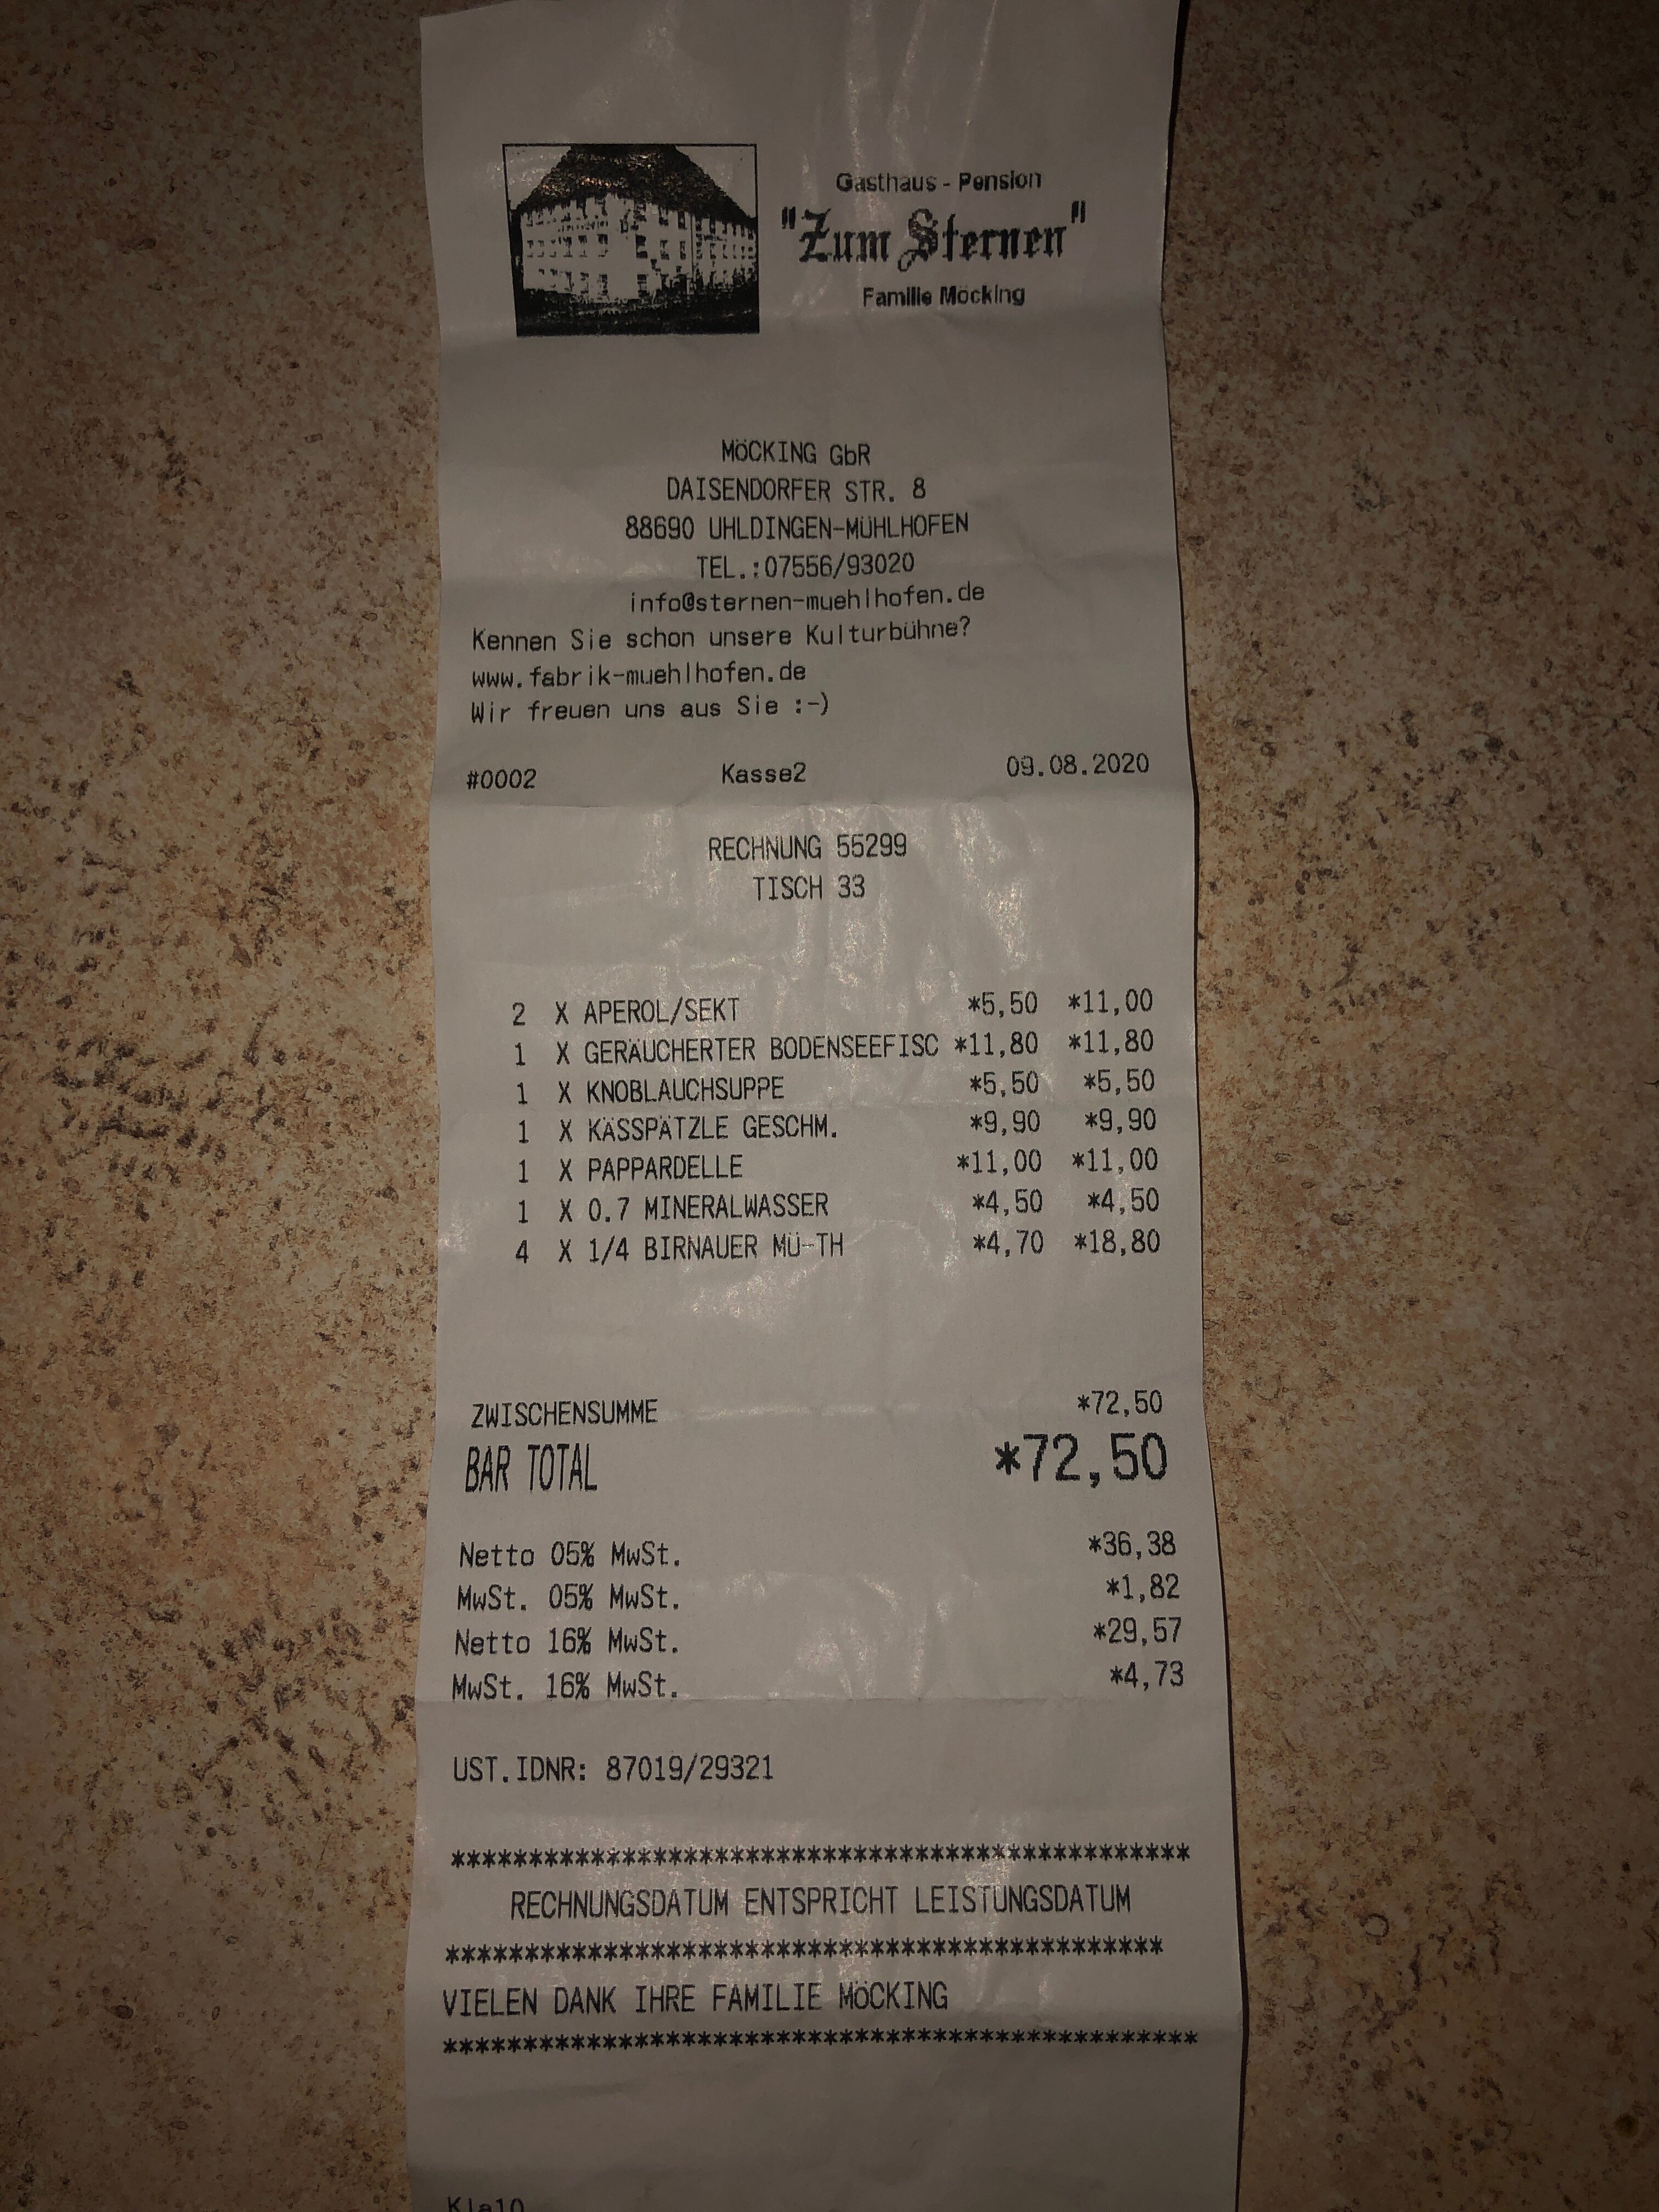 Gasthaus - Pension
"Zum Sternen"
Familie Möcking
MÖCKING GbR
DAISENDORFER STR. 8
88690 UHLDINGEN-MÜHLHOFEN
TEL.:07556/93020
info@sternen-muehlhofen.de
Kennen Sie schon unsere Kulturbühne?
www.fabrik-muehlhofen.de
Wir freuen uns aus Sie :-)
#0002 Kasse2 09.08.2020
RECHNUNG 55299
TISCH 33
2 X APEROL/SEKT *5,50 *11,00
1 X GERÄUCHERTER BODENSEEFISC *11,80 *11,80
1 X KNOBLAUCHSUPPE *5,50 *5,50
1 X KÄSSPÄTZLE GESCHM. *9,90 *9,90
1 X PAPPARDELLE *11,00 *11,00
1 X 0.7 MINERALWASSER *4,50 *4,50
4 X 1/4 BIRNAUER MÜ-TH *4,70 *18,80
ZWISCHENSUMME *72,50
BAR TOTAL *72,50
Netto 05% MwSt. *36,38
MwSt. 05% MwSt. *1,82
Netto 16% MwSt. *29,57
MwSt. 16% MwSt. *4,73
UST.IDNR: 87019/29321
************************************************
RECHNUNGSDATUM ENTSPRICHT LEISTUNGSDATUM
**********************************************
VIELEN DANK IHRE FAMILIE MÖCKING
************************************************